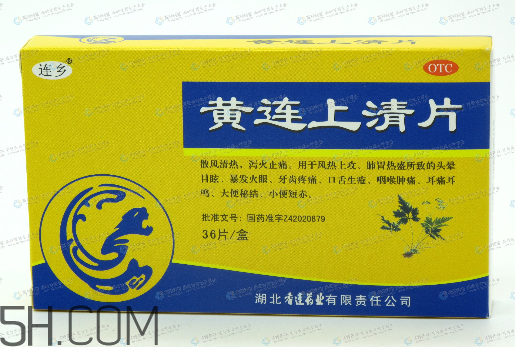 黄连上清片
连乡®
OTC
黄连上清片
散风清热,泻火止痛。用于风热上攻、肺胃热盛所致的头晕
目眩、暴发火眼、牙齿疼痛、口舌生疮、咽喉肿痛、耳痛耳
鸣、大便秘结、小便短赤。
批准文号:国药准字Z42020879
36片/盒
湖北香连药业有限责任公司
5H.COM